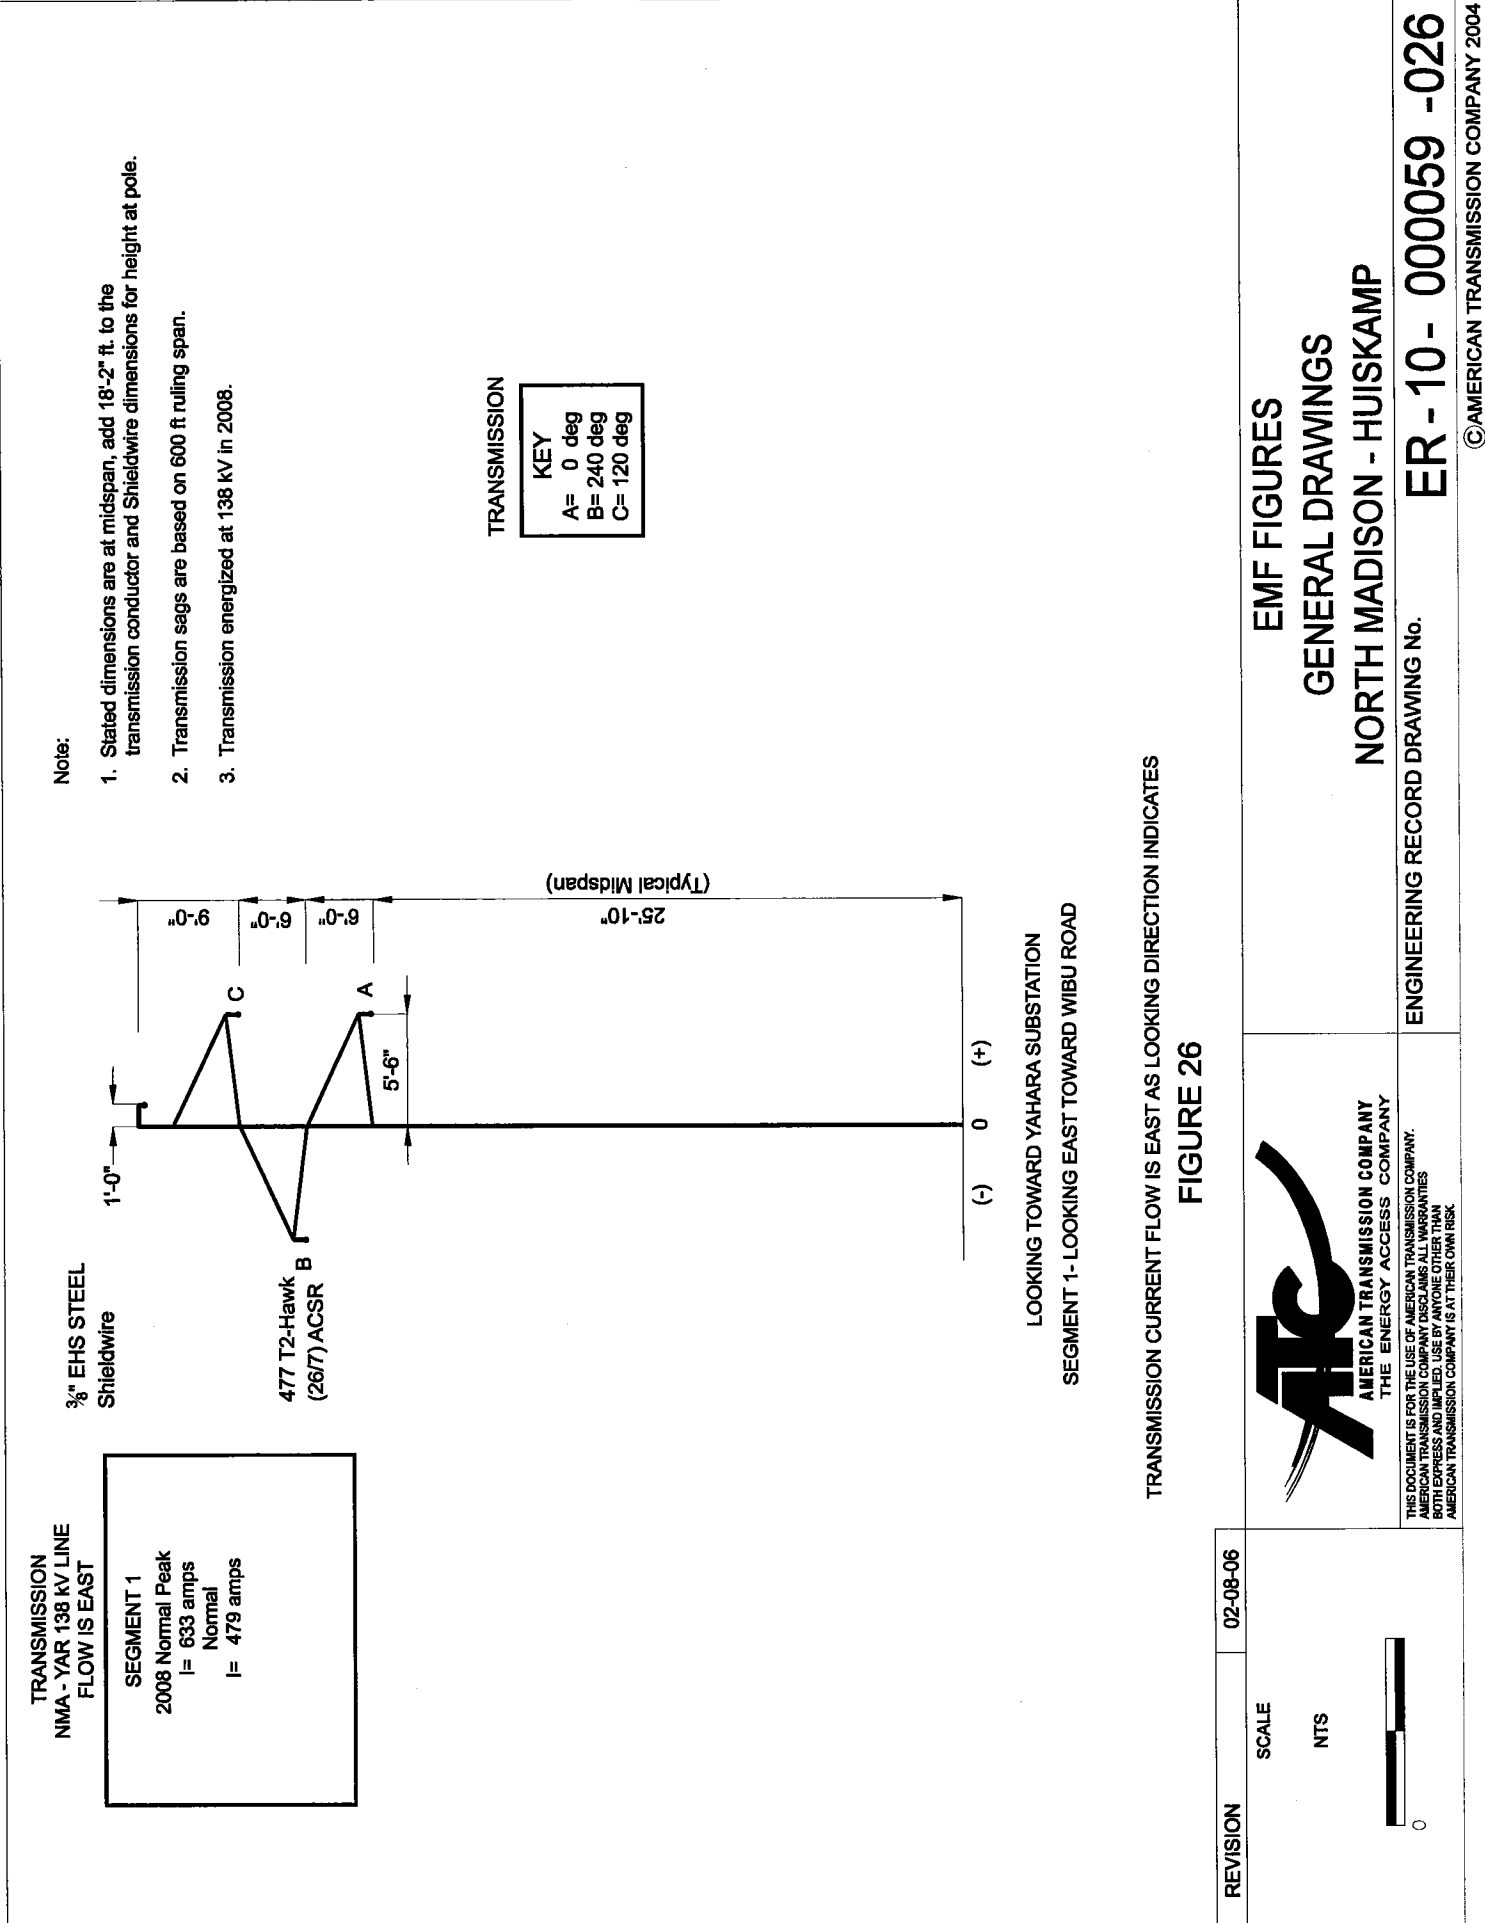 TRANSMISSION
NMA - YAR 138 kV LINE
FLOW IS EAST
SEGMENT 1
2008 Normal Peak
I= 633 amps
Normal
I= 479 amps
3/8" EHS STEEL
Shieldwire
1'-0"
477 T2-Hawk
(26/7) ACSR
B
C
A
5'-6"
9'-0"
6'-0"
6'-0"
25'-10"
(Typical Midspan)
(-)
0
(+)
Note:
1. Stated dimensions are at midspan, add 18'-2" ft. to the
transmission conductor and Shieldwire dimensions for height at pole.
2. Transmission sags are based on 600 ft ruling span.
3. Transmission energized at 138 kV in 2008.
TRANSMISSION
KEY
A= 0 deg
B= 240 deg
C= 120 deg
LOOKING TOWARD YAHARA SUBSTATION
SEGMENT 1- LOOKING EAST TOWARD WIBU ROAD
TRANSMISSION CURRENT FLOW IS EAST AS LOOKING DIRECTION INDICATES
FIGURE 26
REVISION
02-08-06
SCALE
NTS
0
ATC
AMERICAN TRANSMISSION COMPANY
THE ENERGY ACCESS COMPANY
THIS DOCUMENT IS FOR THE USE OF AMERICAN TRANSMISSION COMPANY.
AMERICAN TRANSMISSION COMPANY DISCLAIMS ALL WARRANTIES
BOTH EXPRESS AND IMPLIED. USE BY ANYONE OTHER THAN
AMERICAN TRANSMISSION COMPANY IS AT THEIR OWN RISK.
EMF FIGURES
GENERAL DRAWINGS
NORTH MADISON - HUISKAMP
ENGINEERING RECORD DRAWING No.
ER - 10 - 000059 -026
©AMERICAN TRANSMISSION COMPANY 2004